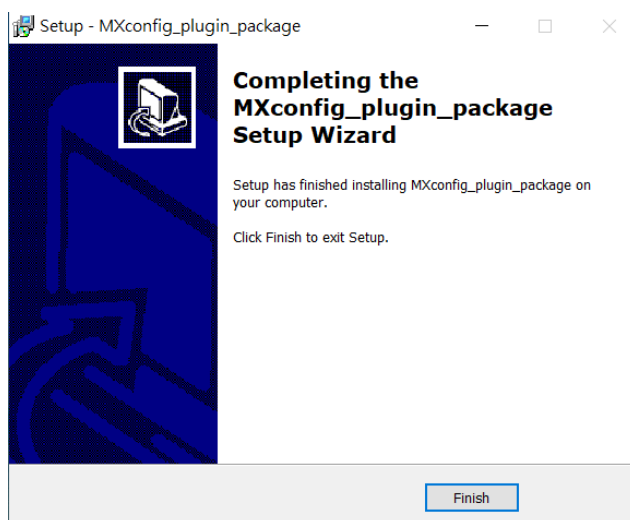 Setup - MXconfig_plugin_package
Completing the
MXconfig_plugin_package
Setup Wizard
Setup has finished installing MXconfig_plugin_package on
your computer.
Click Finish to exit Setup.
Finish